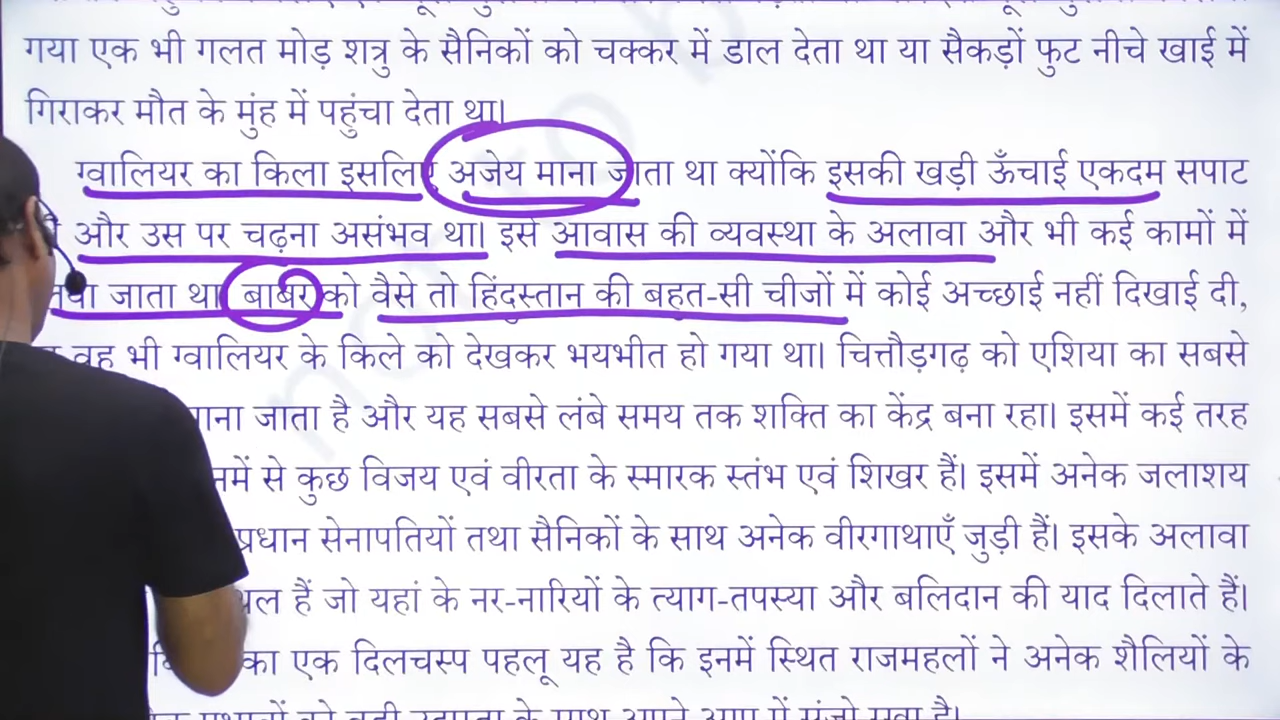 गया एक भी गलत मोड़ शत्रु के सैनिकों को चक्कर में डाल देता था या सैकड़ों फुट नीचे खाई में
गिराकर मौत के मुंह में पहुंचा देता था।
ग्वालियर का किला इसलिए अजेय माना जाता था क्योंकि इसकी खड़ी ऊँचाई एकदम सपाट
और उस पर चढ़ना असंभव था। इसे आवास की व्यवस्था के अलावा और भी कई कामों में
जाता था बाबर को वैसे तो हिंदुस्तान की बहुत-सी चीजों में कोई अच्छाई नहीं दिखाई दी,
वह भी ग्वालियर के किले को देखकर भयभीत हो गया था। चित्तौड़गढ़ को एशिया का सबसे
जाता है और यह सबसे लंबे समय तक शक्ति का केंद्र बना रहा। इसमें कई तरह
में से कुछ विजय एवं वीरता के स्मारक स्तंभ एवं शिखर हैं। इसमें अनेक जलाशय
प्रधान सेनापतियों तथा सैनिकों के साथ अनेक वीरगाथाएँ जुड़ी हैं। इसके अलावा
हैं जो यहां के नर-नारियों के त्याग-तपस्या और बलिदान की याद दिलाते हैं।
का एक दिलचस्प पहलू यह है कि इनमें स्थित राजमहलों ने अनेक शैलियों के